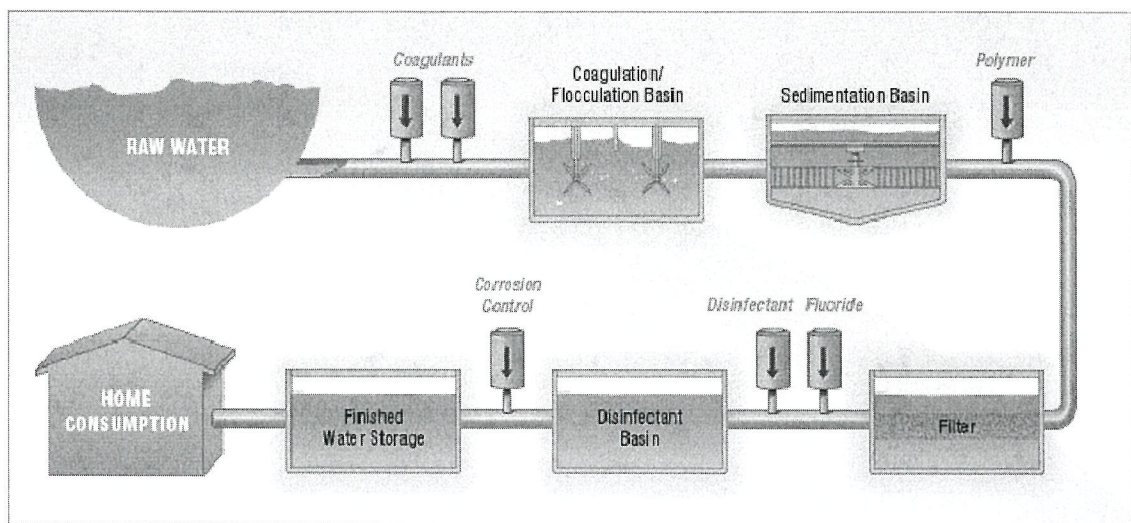 Coagulants
Coagulation/
Flocculation Basin
Sedimentation Basin
Polymer
RAW WATER
Corrosion
Control
Disinfectant
Fluoride
HOME
CONSUMPTION
Finished
Water Storage
Disinfectant
Basin
Filter